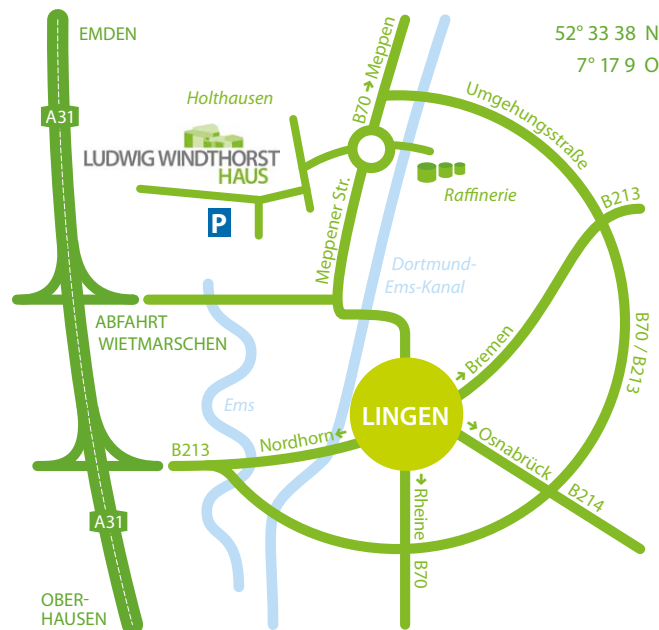 EMDEN
52° 33 38 N
7° 17 9 O
A31
Holthausen
B70 → Meppen
Umgehungsstraße
LUDWIG WINDTHORST
HAUS
Raffinerie
B213
P
Meppener Str.
Dortmund-
Ems-Kanal
ABFAHRT
WIETMARSCHEN
B70 / B213
→ Bremen
Ems
LINGEN
Nordhorn ←
→ Osnabrück
B213
→ Rheine
B214
A31
B70
OBER-
HAUSEN